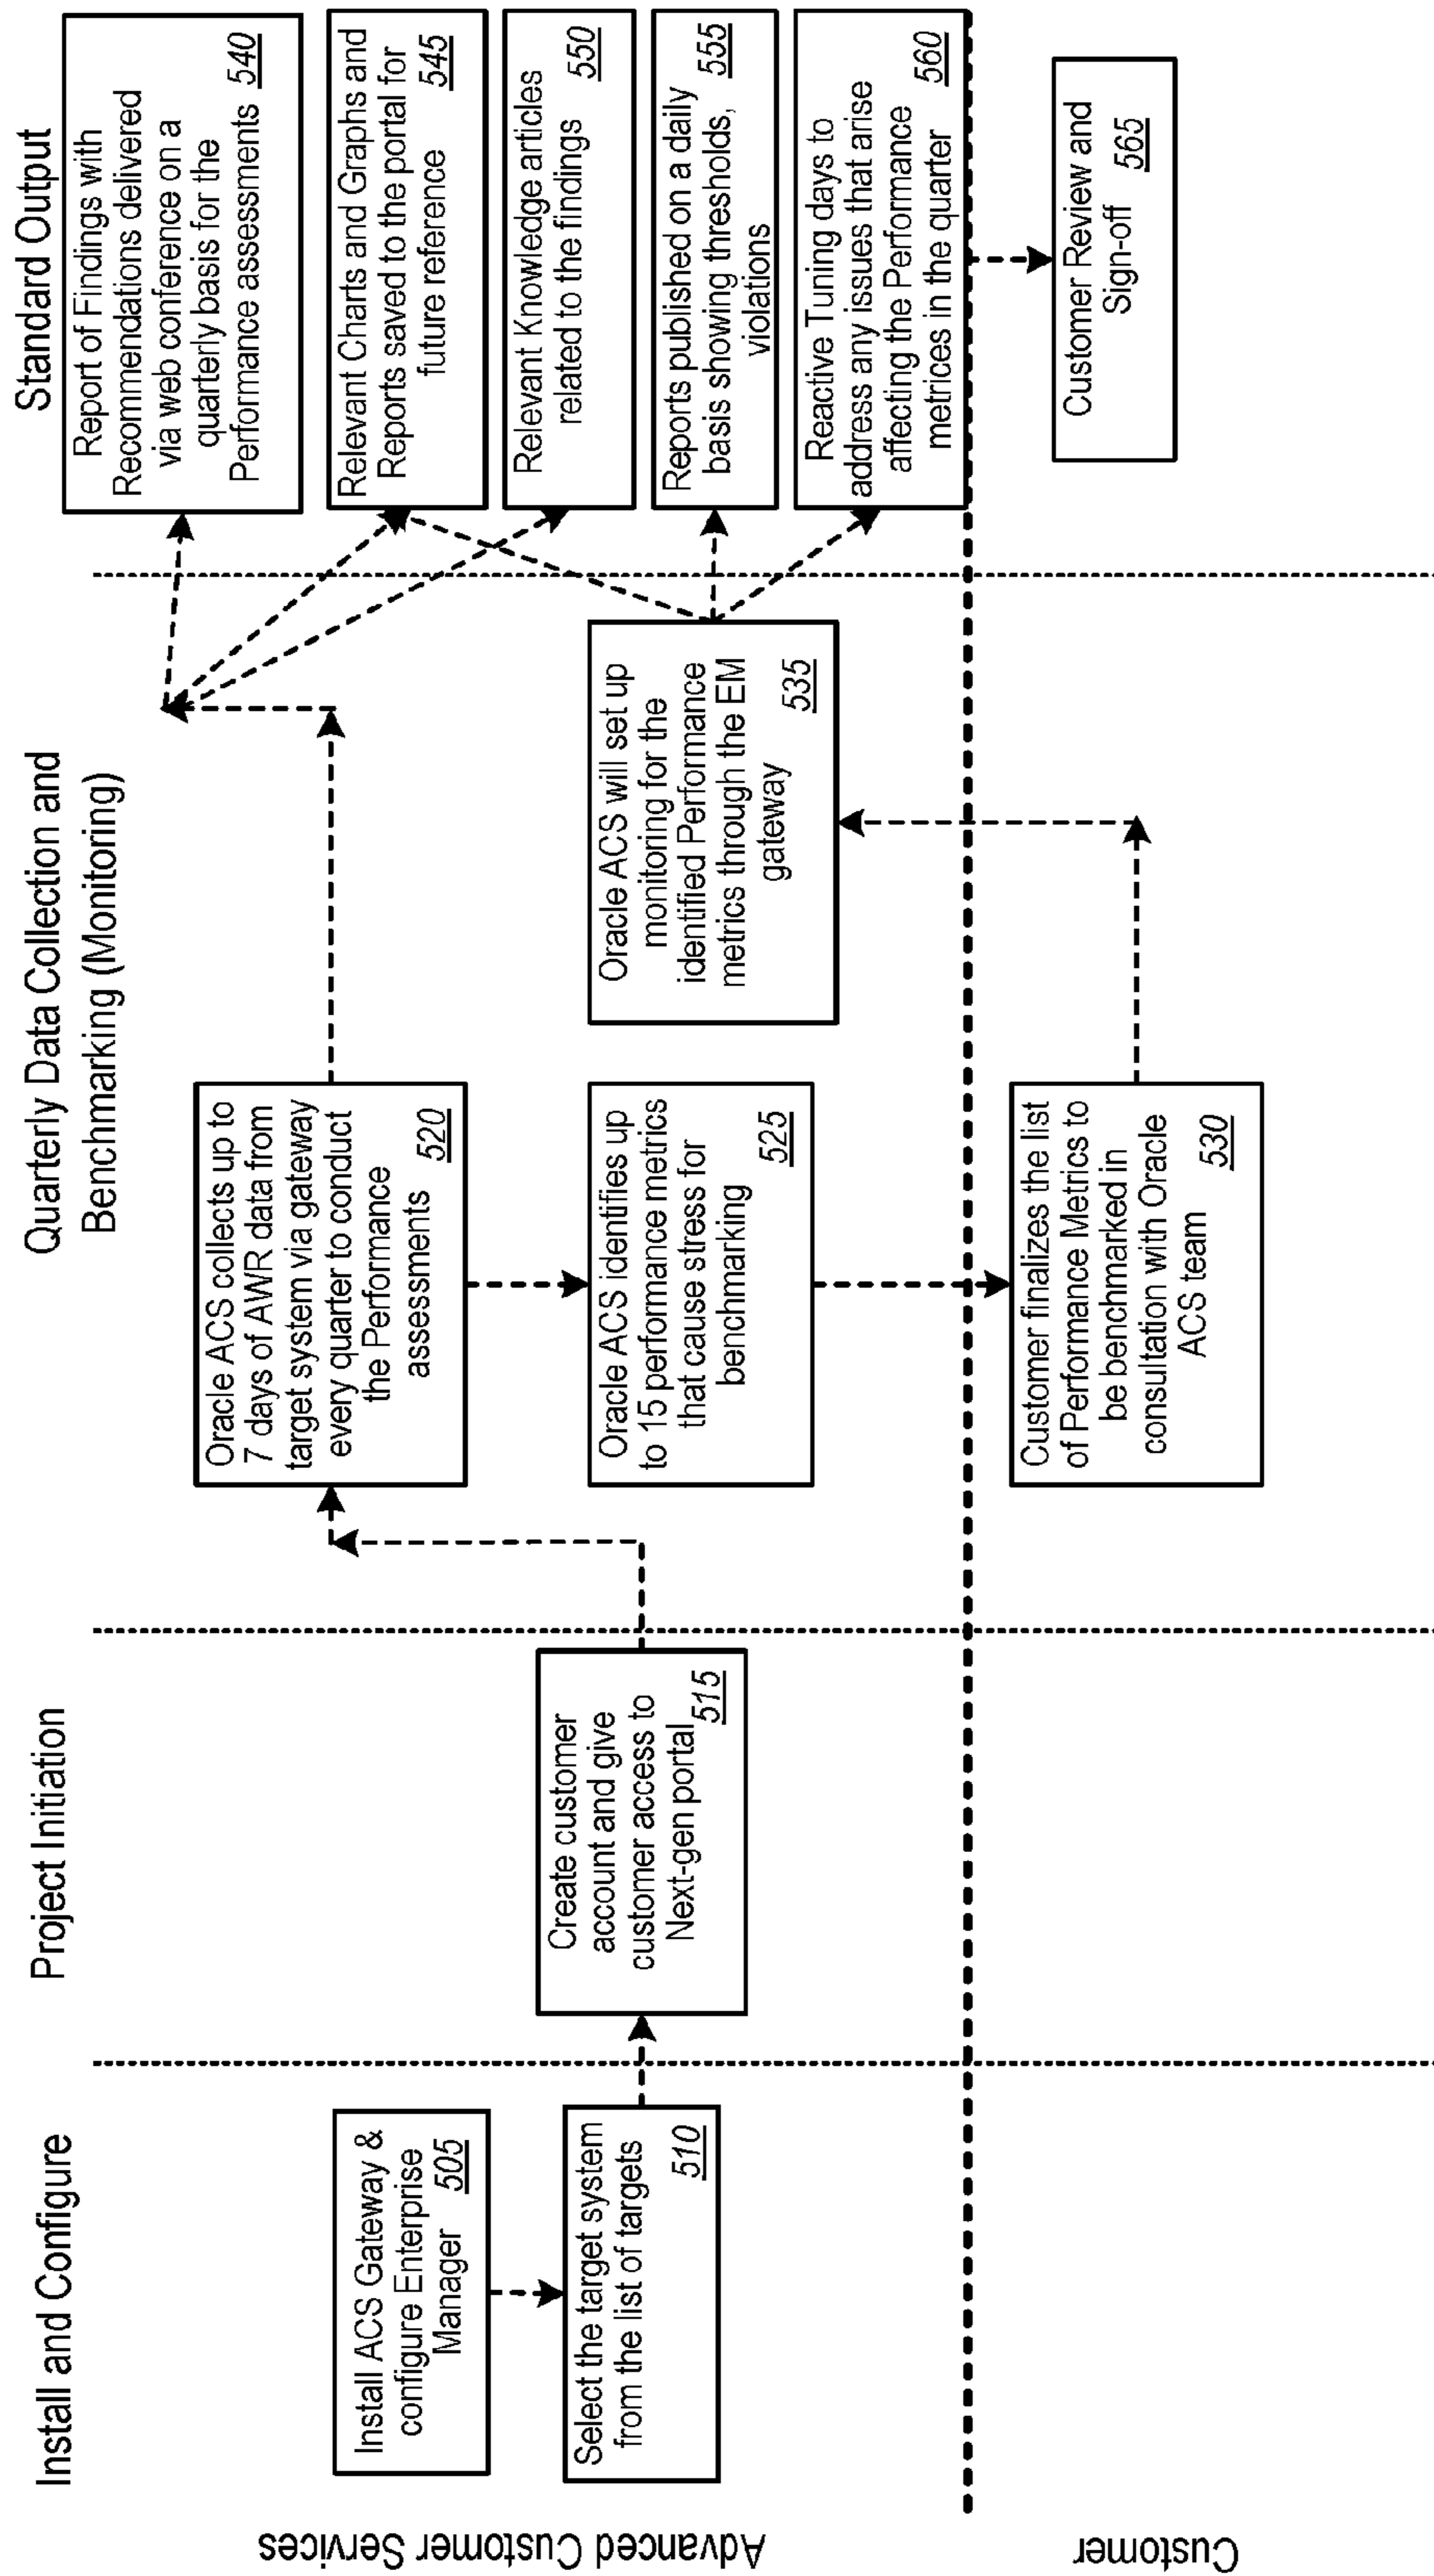 Install and Configure
Project Initiation
Quarterly Data Collection and
Benchmarking (Monitoring)
Standard Output
Advanced Customer Services
Install ACS Gateway &
configure Enterprise
Manager 505
Select the target system
from the list of targets
510
Create customer
account and give
customer access to
Next-gen portal 515
Oracle ACS collects up to
7 days of AWR data from
target system via gateway
every quarter to conduct
the Performance
assessments 520
Oracle ACS identifies up
to 15 performance metrics
that cause stress for
benchmarking 525
Oracle ACS will set up
monitoring for the
identified Performance
metrics through the EM
gateway 535
Report of Findings with
Recommendations delivered
via web conference on a
quarterly basis for the
Performance assessments 540
Relevant Charts and Graphs and
Reports saved to the portal for
future reference 545
Relevant Knowledge articles
related to the findings 550
Reports published on a daily
basis showing thresholds, 555
violations
Reactive Tuning days to
address any issues that arise
affecting the Performance
metrices in the quarter 560
Customer
Customer finalizes the list
of Performance Metrics to
be benchmarked in
consultation with Oracle
ACS team 530
Customer Review and
Sign-off 565